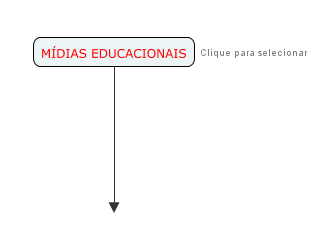 MÍDIAS EDUCACIONAIS
Clique para selecionar